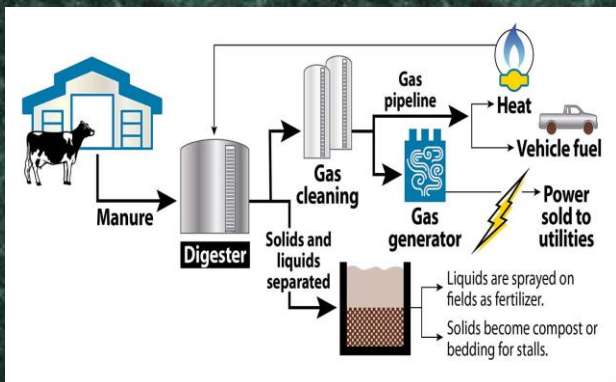 Manure
Digester
Gas
cleaning
Solids and
liquids
separated
Gas
pipeline
Gas
generator
Heat
Vehicle fuel
Power
sold to
utilities
Liquids are sprayed on
fields as fertilizer.
Solids become compost or
bedding for stalls.